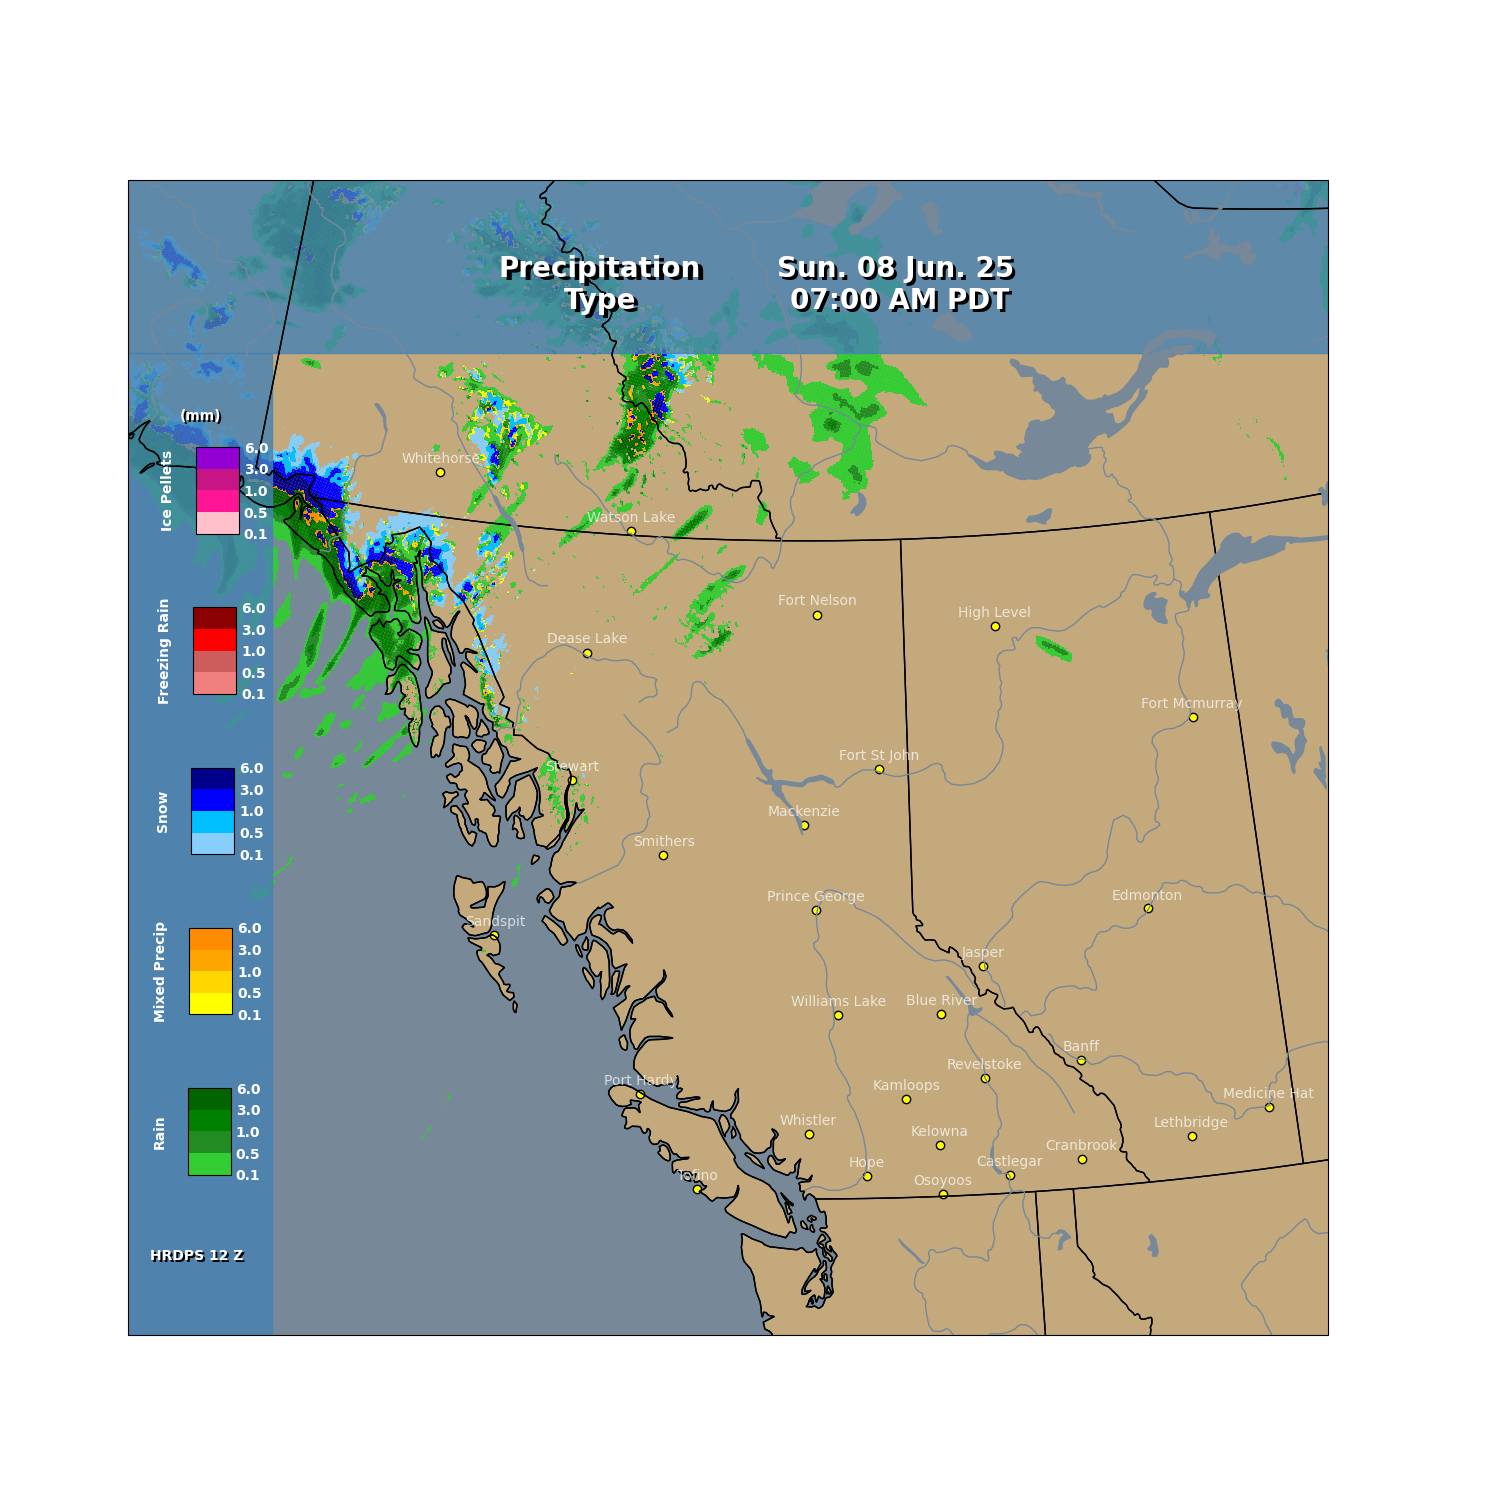 Precipitation
Type
Sun. 08 Jun. 25
07:00 AM PDT
(mm)
Ice Pellets
6.0
3.0
1.0
0.5
0.1
Freezing Rain
6.0
3.0
1.0
0.5
0.1
Snow
6.0
3.0
1.0
0.5
0.1
Mixed Precip
6.0
3.0
1.0
0.5
0.1
Rain
6.0
3.0
1.0
0.5
0.1
HRDPS 12 Z
Whitehorse
Watson Lake
Fort Nelson
High Level
Dease Lake
Fort Mcmurray
Fort St John
Stewart
Mackenzie
Smithers
Prince George
Edmonton
Sandspit
Jasper
Williams Lake
Blue River
Banff
Revelstoke
Port Hardy
Kamloops
Medicine Hat
Whistler
Lethbridge
Kelowna
Cranbrook
Hope
Castlegar
Tofino
Osoyoos